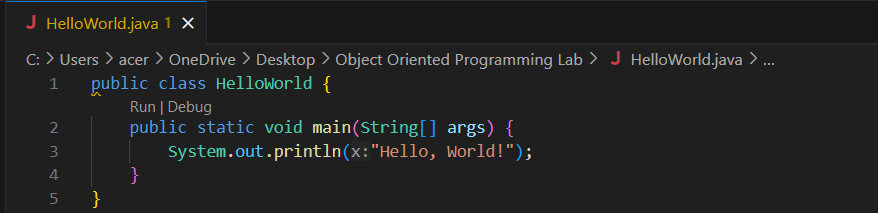 J HelloWorld.java 1 ×
C: > Users > acer > OneDrive > Desktop > Object Oriented Programming Lab > J HelloWorld.java > ...
1 public class HelloWorld {
Run | Debug
2 public static void main(String[] args) {
3 System.out.println(x:"Hello, World!");
4 }
5 }